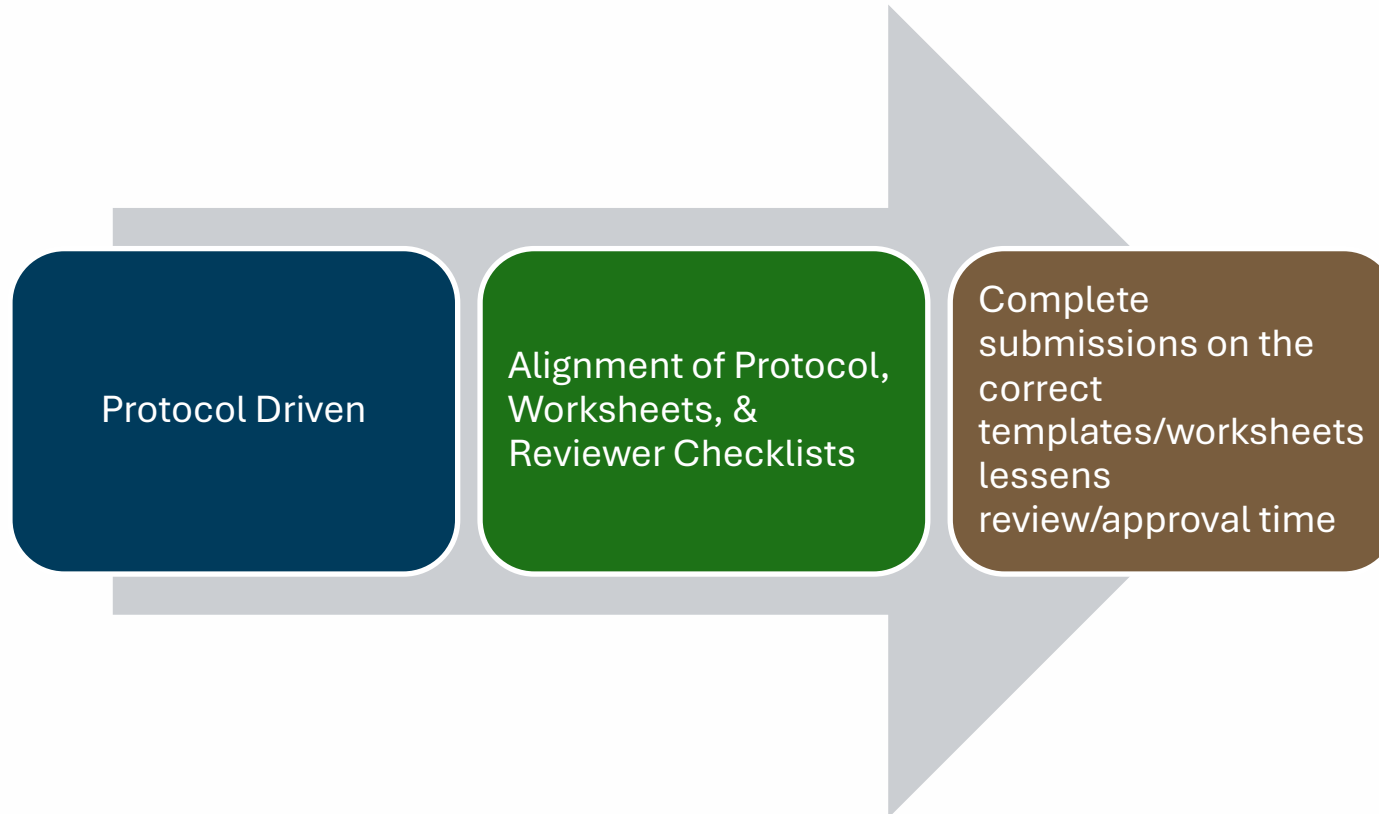 Protocol Driven
Alignment of Protocol,
Worksheets, &
Reviewer Checklists
Complete
submissions on the
correct
templates/worksheets
lessens
review/approval time